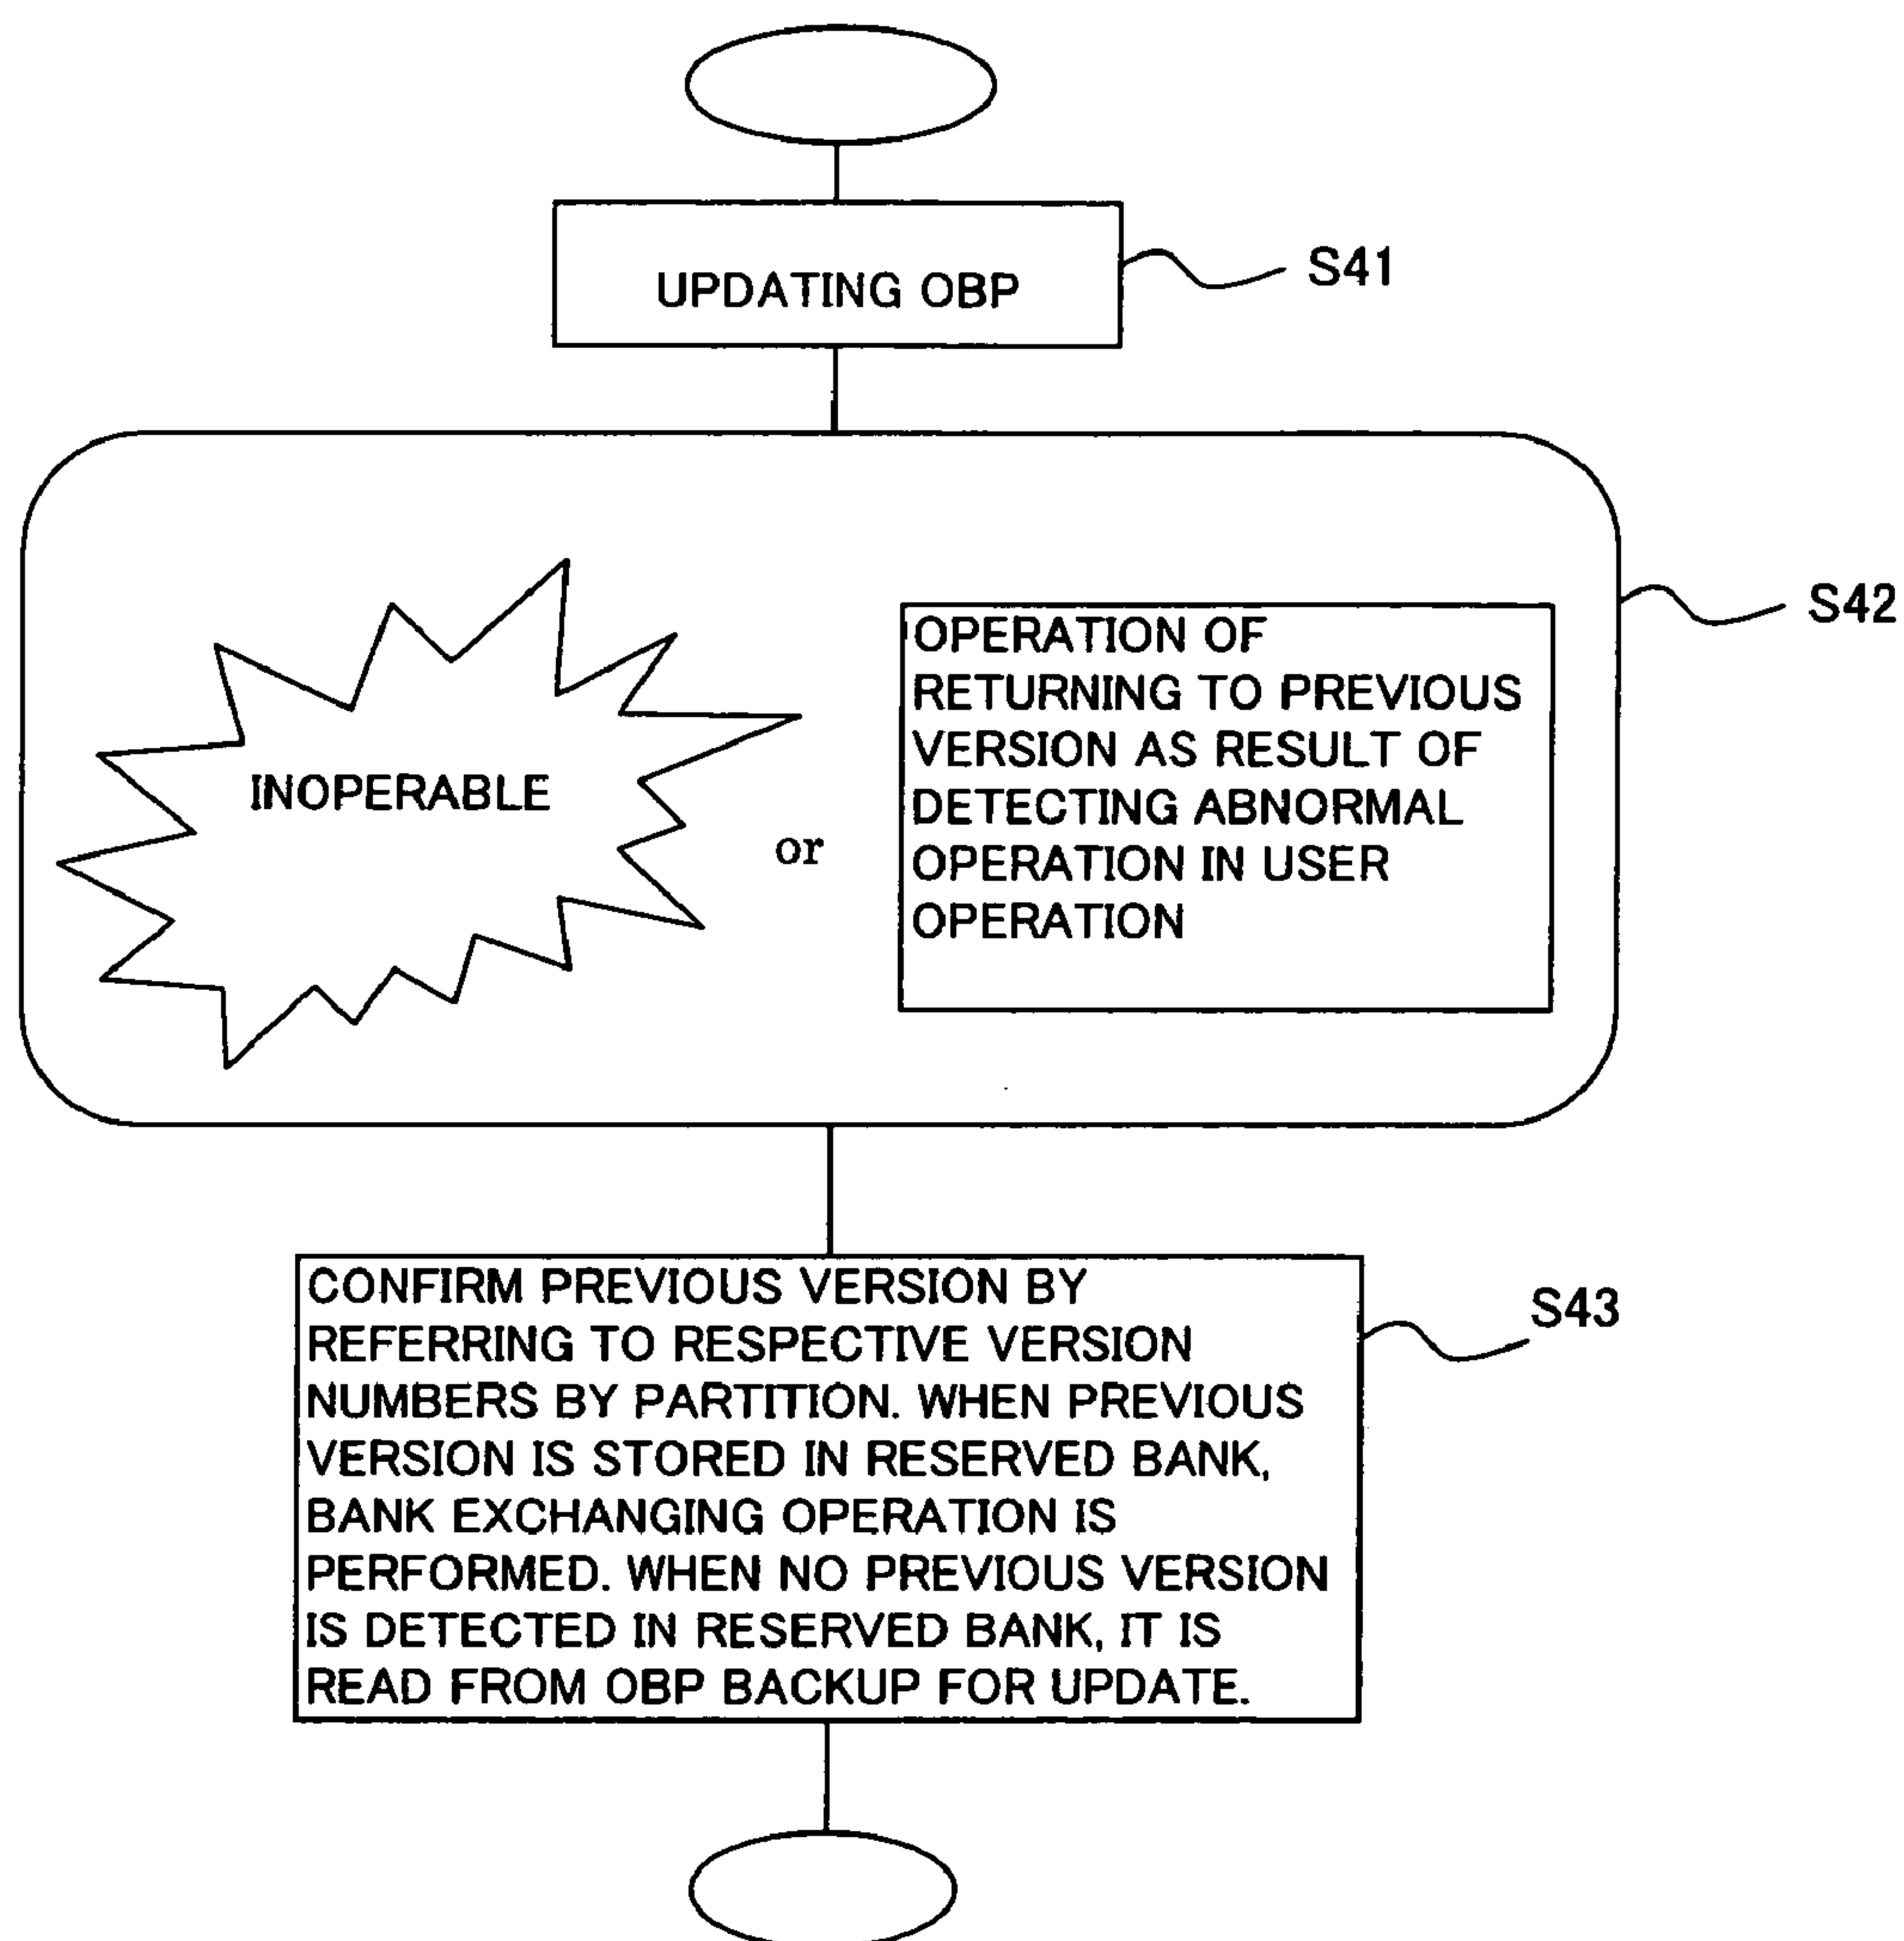 UPDATING OBP
S41
S42
INOPERABLE
or
OPERATION OF
RETURNING TO PREVIOUS
VERSION AS RESULT OF
DETECTING ABNORMAL
OPERATION IN USER
OPERATION
CONFIRM PREVIOUS VERSION BY
REFERRING TO RESPECTIVE VERSION
NUMBERS BY PARTITION. WHEN PREVIOUS
VERSION IS STORED IN RESERVED BANK,
BANK EXCHANGING OPERATION IS
PERFORMED. WHEN NO PREVIOUS VERSION
IS DETECTED IN RESERVED BANK, IT IS
READ FROM OBP BACKUP FOR UPDATE.
S43